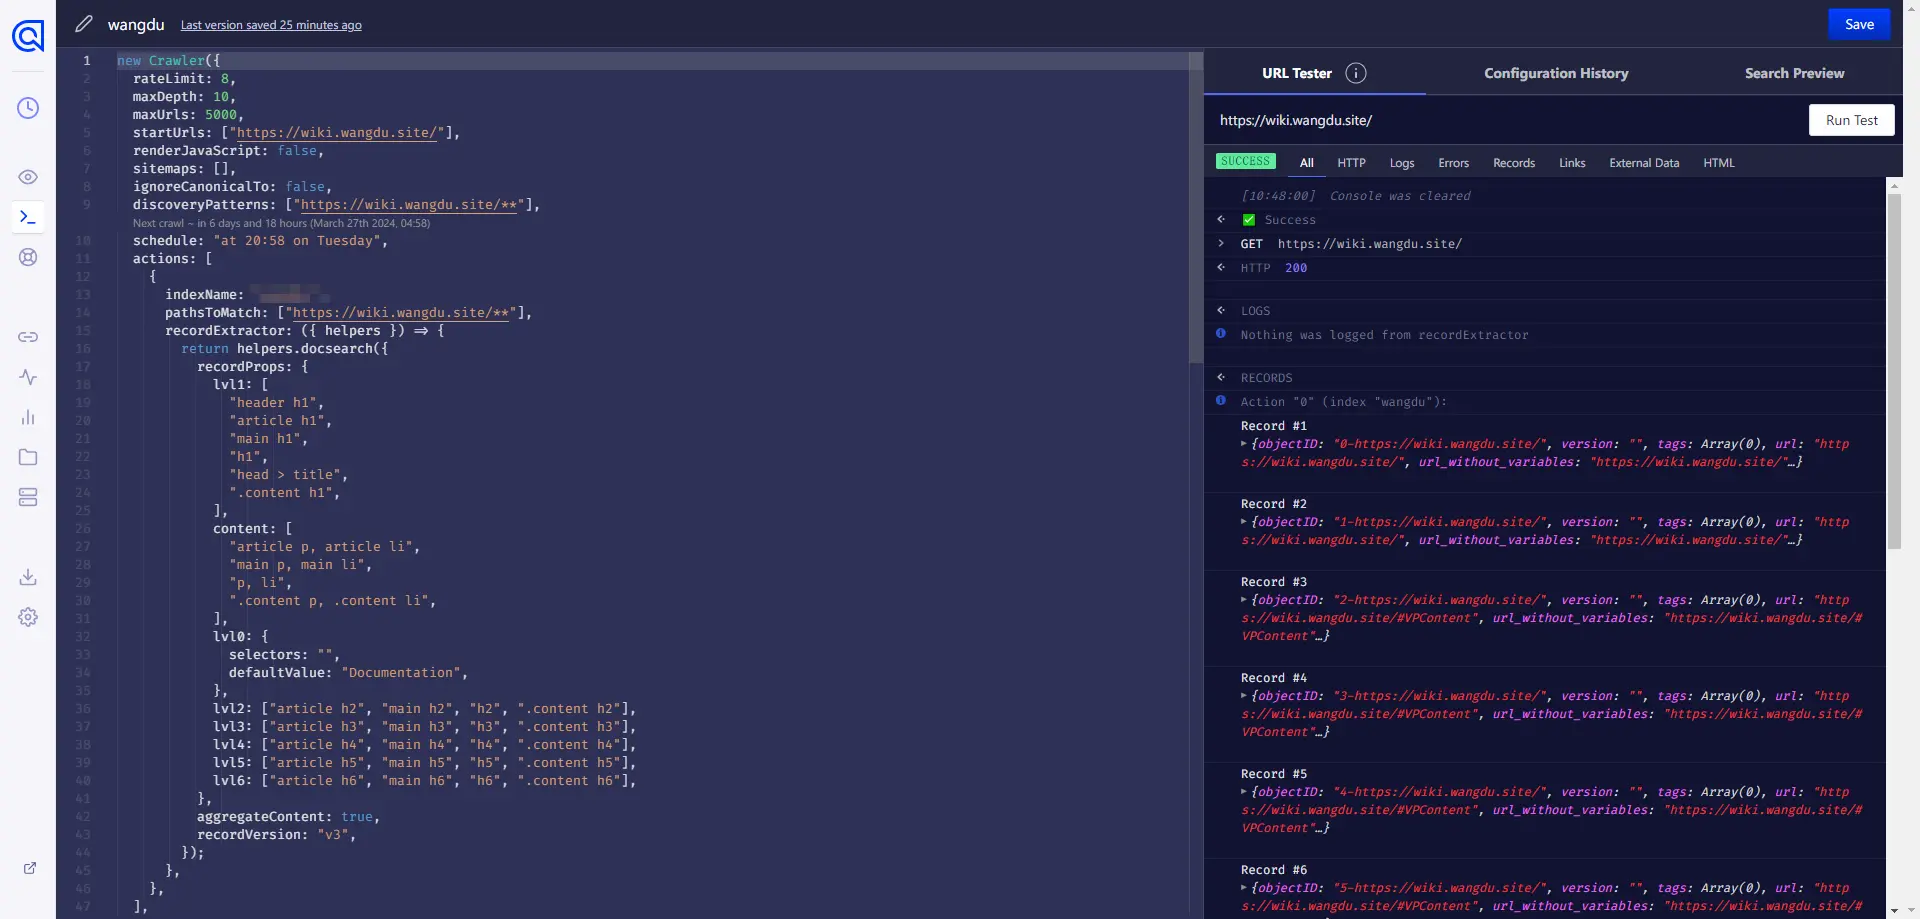 wangdu Last version saved 25 minutes ago Save
1 new Crawler({
2 rateLimit: 8,
3 maxDepth: 10,
4 maxUrls: 5000,
5 startUrls: ["https://wiki.wangdu.site/"],
6 renderJavaScript: false,
7 sitemaps: [],
8 ignoreCanonicalTo: false,
9 discoveryPatterns: ["https://wiki.wangdu.site/**"],
Next crawl ~ in 6 days and 18 hours (March 27th 2024, 04:58)
10 schedule: "at 20:58 on Tuesday",
11 actions: [
12 {
13 indexName:
14 pathsToMatch: ["https://wiki.wangdu.site/**"],
15 recordExtractor: ({ helpers }) => {
16 return helpers.docsearch({
17 recordProps: {
18 lvl1: [
19 "header h1",
20 "article h1",
21 "main h1",
22 "h1",
23 "head > title",
24 ".content h1",
25 ],
26 content: [
27 "article p, article li",
28 "main p, main li",
29 "p, li",
30 ".content p, .content li",
31 ],
32 lvl0: {
33 selectors: "",
34 defaultValue: "Documentation",
35 },
36 lvl2: ["article h2", "main h2", "h2", ".content h2"],
37 lvl3: ["article h3", "main h3", "h3", ".content h3"],
38 lvl4: ["article h4", "main h4", "h4", ".content h4"],
39 lvl5: ["article h5", "main h5", "h5", ".content h5"],
40 lvl6: ["article h6", "main h6", "h6", ".content h6"],
41 },
42 aggregateContent: true,
43 recordVersion: "v3",
44 });
45 },
46 },
47 ],
URL Tester Configuration History Search Preview
https://wiki.wangdu.site/ Run Test
SUCCESS All HTTP Logs Errors Records Links External Data HTML
[10:48:00] Console was cleared
Success
GET https://wiki.wangdu.site/
HTTP 200
LOGS
Nothing was logged from recordExtractor
RECORDS
Action "0" (index "wangdu"):
Record #1
{objectID: "0-https://wiki.wangdu.site/", version: "", tags: Array(0), url: "http
s://wiki.wangdu.site/", url_without_variables: "https://wiki.wangdu.site/"…}
Record #2
{objectID: "1-https://wiki.wangdu.site/", version: "", tags: Array(0), url: "http
s://wiki.wangdu.site/", url_without_variables: "https://wiki.wangdu.site/"…}
Record #3
{objectID: "2-https://wiki.wangdu.site/", version: "", tags: Array(0), url: "http
s://wiki.wangdu.site/#VPContent", url_without_variables: "https://wiki.wangdu.site/#
VPContent"…}
Record #4
{objectID: "3-https://wiki.wangdu.site/", version: "", tags: Array(0), url: "http
s://wiki.wangdu.site/#VPContent", url_without_variables: "https://wiki.wangdu.site/#
VPContent"…}
Record #5
{objectID: "4-https://wiki.wangdu.site/", version: "", tags: Array(0), url: "http
s://wiki.wangdu.site/#VPContent", url_without_variables: "https://wiki.wangdu.site/#
VPContent"…}
Record #6
{objectID: "5-https://wiki.wangdu.site/", version: "", tags: Array(0), url: "http
s://wiki.wangdu.site/#VPContent", url_without_variables: "https://wiki.wangdu.site/#